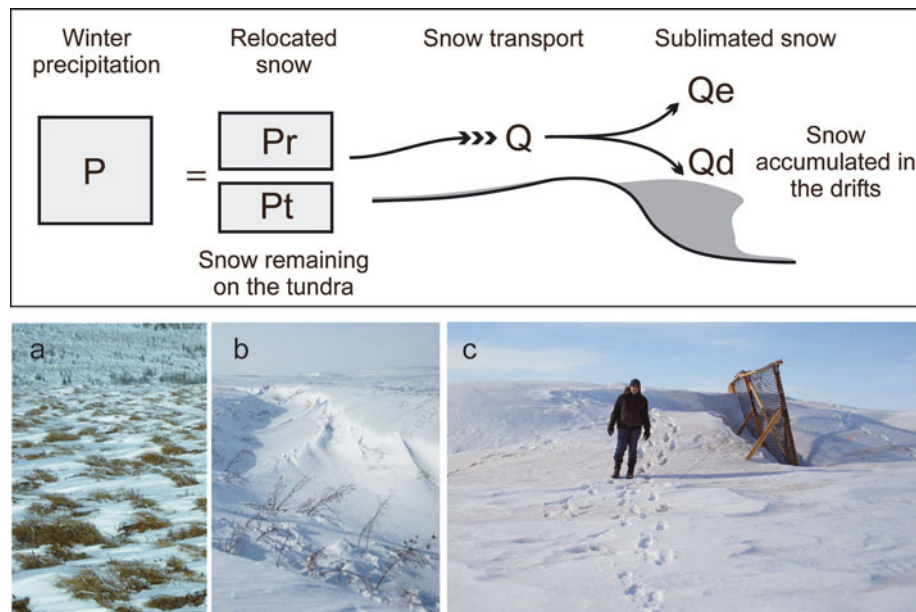 Winter
precipitation
Relocated
snow
Snow transport
Sublimated snow
P
=
Pr
Pt
Q
Qe
Qd
Snow
accumulated in
the drifts
Snow remaining
on the tundra
a
b
c